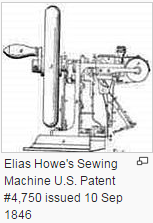 Elias Howe's Sewing
Machine U.S. Patent
#4,750 issued 10 Sep
1846